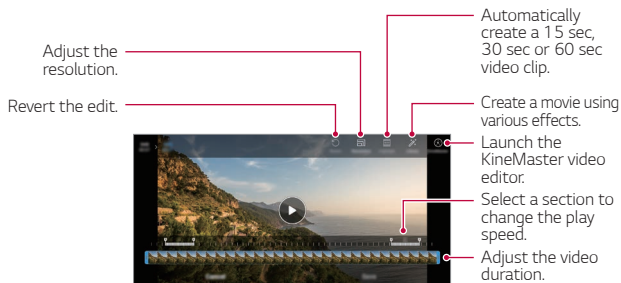 Adjust the
resolution.
Revert the edit.
Automatically
create a 15 sec,
30 sec or 60 sec
video clip.
Create a movie using
various effects.
Launch the
KineMaster video
editor.
Select a section to
change the play
speed.
Adjust the video
duration.